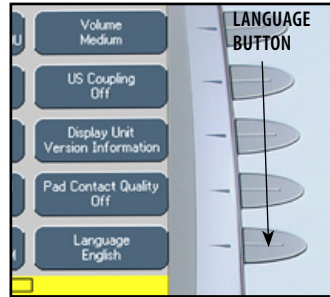 Volume
Medium
US Coupling
Off
Display Unit
Version Information
Pad Contact Quality
Off
Language
English
LANGUAGE
BUTTON